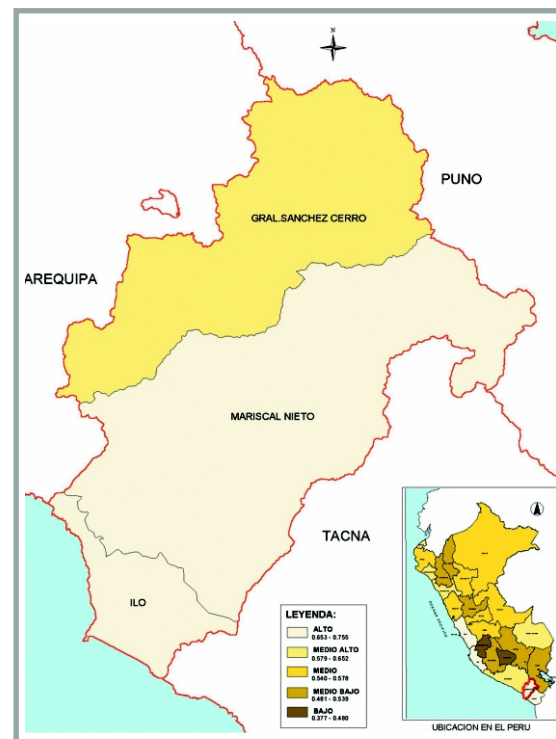 N
PUNO
GRAL.SANCHEZ CERRO
AREQUIPA
MARISCAL NIETO
TACNA
ILO
LEYENDA:
ALTO
0.653 - 0.755
MEDIO ALTO
0.579 - 0.652
MEDIO
0.540 - 0.578
MEDIO BAJO
0.481 - 0.539
BAJO
0.377 - 0.480
UBICACION EN EL PERU